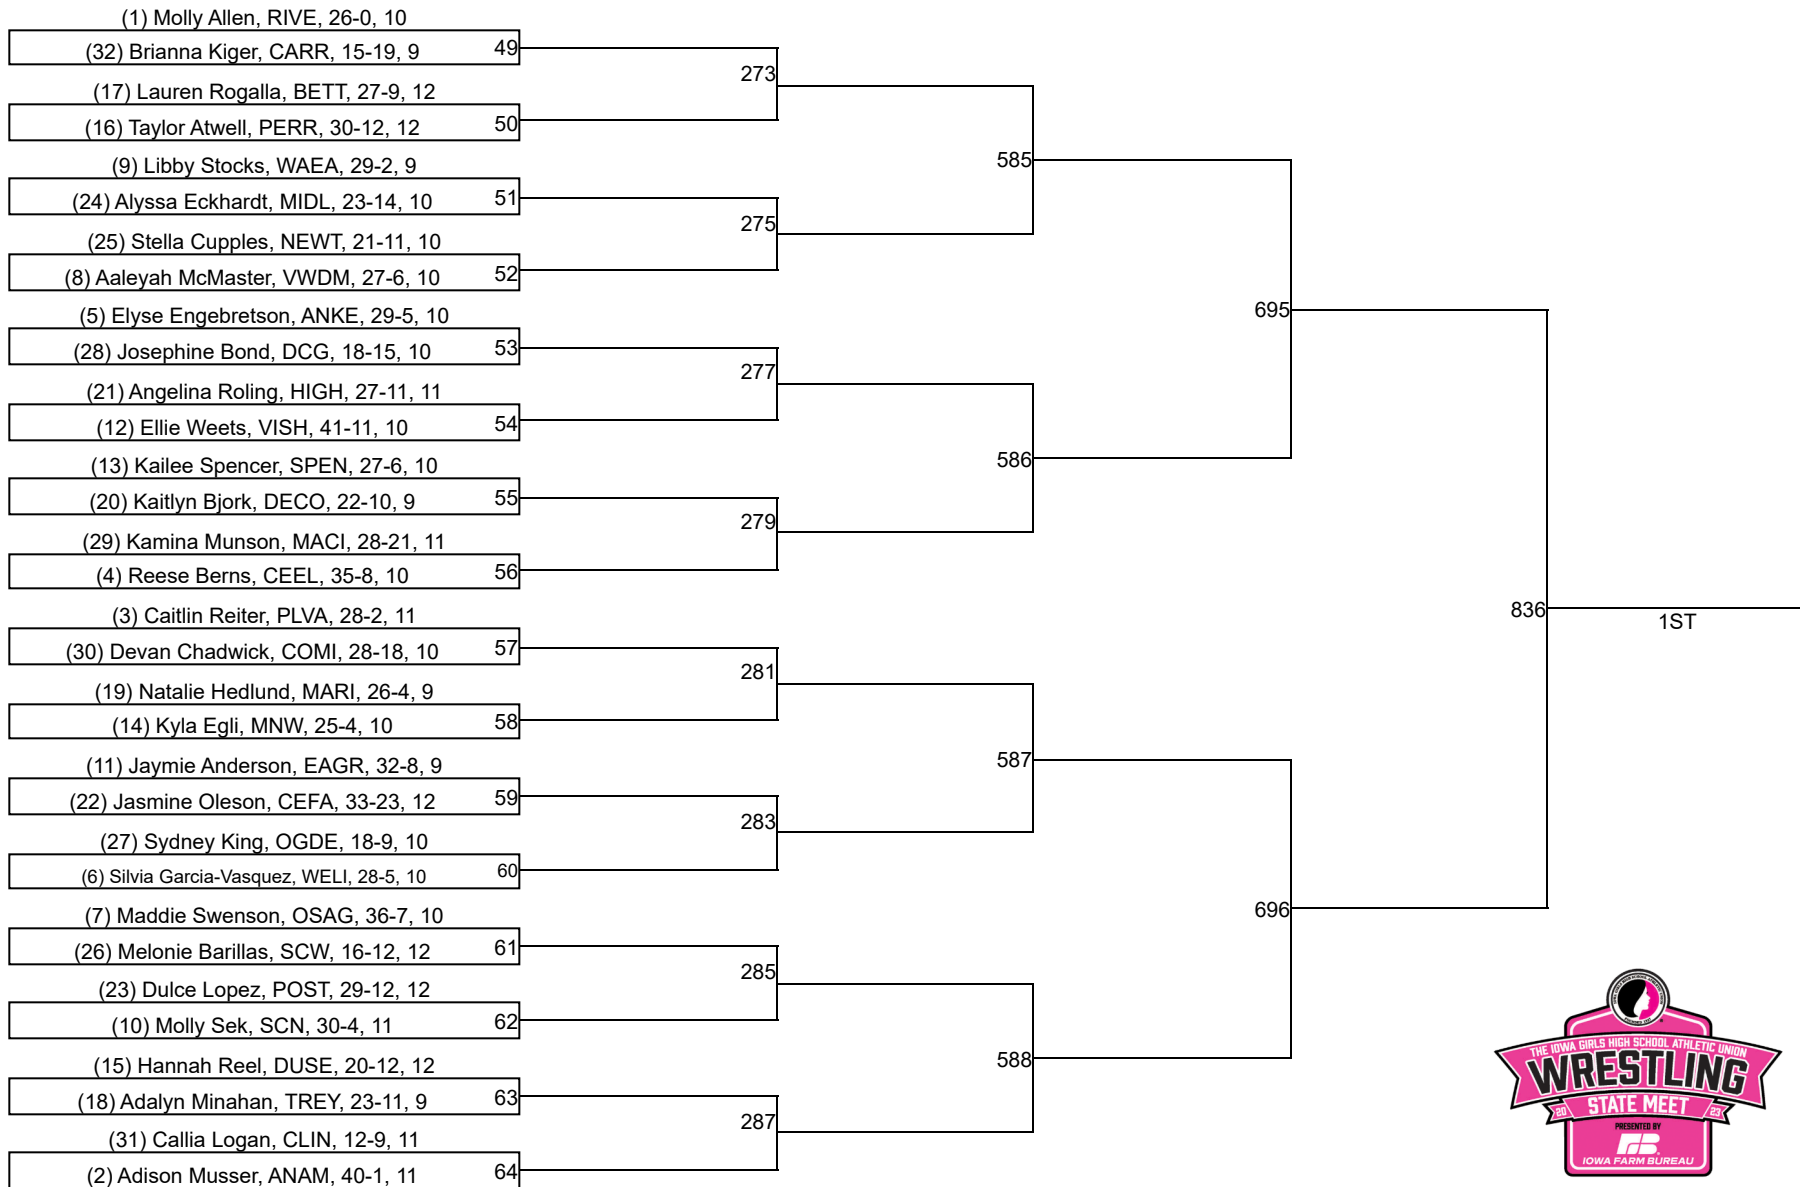 (1) Molly Allen, RIVE, 26-0, 10
(32) Brianna Kiger, CARR, 15-19, 9
49
273
(17) Lauren Rogalla, BETT, 27-9, 12
(16) Taylor Atwell, PERR, 30-12, 12
50
585
(9) Libby Stocks, WAEA, 29-2, 9
(24) Alyssa Eckhardt, MIDL, 23-14, 10
51
275
(25) Stella Cupples, NEWT, 21-11, 10
(8) Aaleyah McMaster, VWDM, 27-6, 10
52
695
(5) Elyse Engebretson, ANKE, 29-5, 10
(28) Josephine Bond, DCG, 18-15, 10
53
277
(21) Angelina Roling, HIGH, 27-11, 11
(12) Ellie Weets, VISH, 41-11, 10
54
586
(13) Kailee Spencer, SPEN, 27-6, 10
(20) Kaitlyn Bjork, DECO, 22-10, 9
55
279
(29) Kamina Munson, MACI, 28-21, 11
(4) Reese Berns, CEEL, 35-8, 10
56
836
1ST
(3) Caitlin Reiter, PLVA, 28-2, 11
(30) Devan Chadwick, COMI, 28-18, 10
57
281
(19) Natalie Hedlund, MARI, 26-4, 9
(14) Kyla Egli, MNW, 25-4, 10
58
587
(11) Jaymie Anderson, EAGR, 32-8, 9
(22) Jasmine Oleson, CEFA, 33-23, 12
59
283
(27) Sydney King, OGDE, 18-9, 10
(6) Silvia Garcia-Vasquez, WELI, 28-5, 10
60
696
(7) Maddie Swenson, OSAG, 36-7, 10
(26) Melonie Barillas, SCW, 16-12, 12
61
285
(23) Dulce Lopez, POST, 29-12, 12
(10) Molly Sek, SCN, 30-4, 11
62
588
(15) Hannah Reel, DUSE, 20-12, 12
(18) Adalyn Minahan, TREY, 23-11, 9
63
287
(31) Callia Logan, CLIN, 12-9, 11
(2) Adison Musser, ANAM, 40-1, 11
64
THE IOWA GIRLS HIGH SCHOOL ATHLETIC UNION
WRESTLING
20 STATE MEET 23
PRESENTED BY
FB
IOWA FARM BUREAU